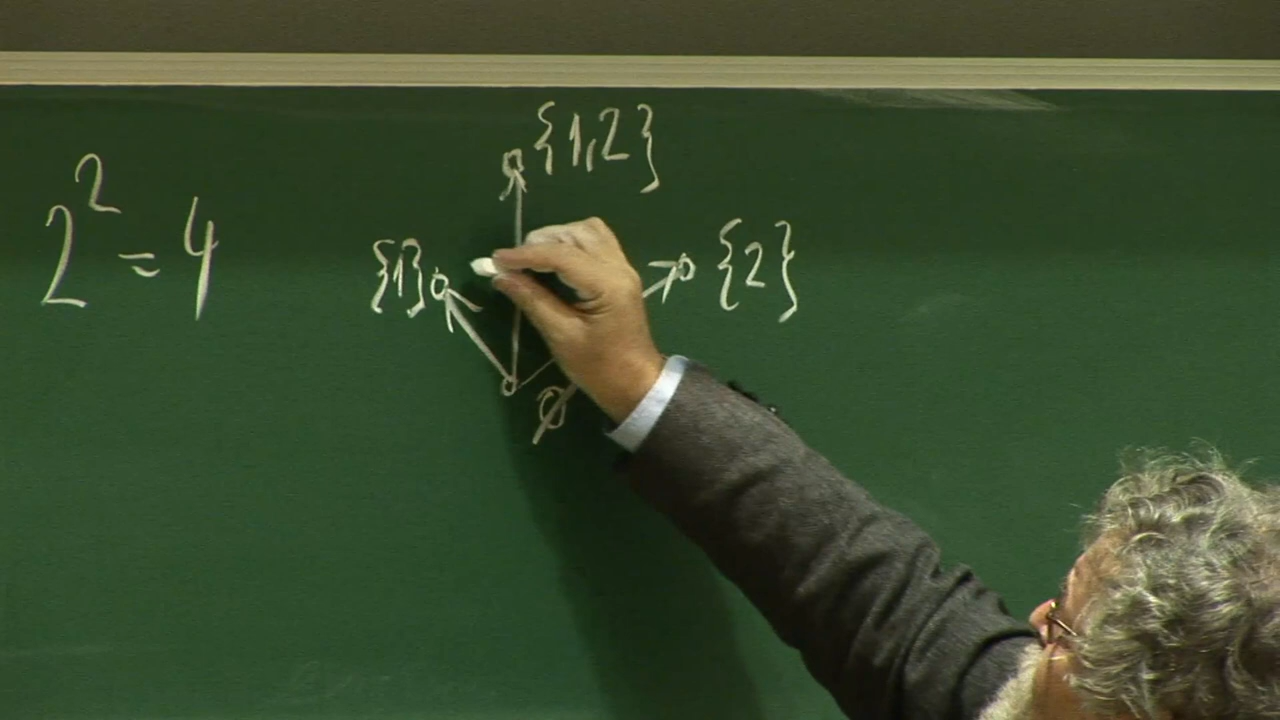 2² = 4
{1,2}
{1}
{2}
∅